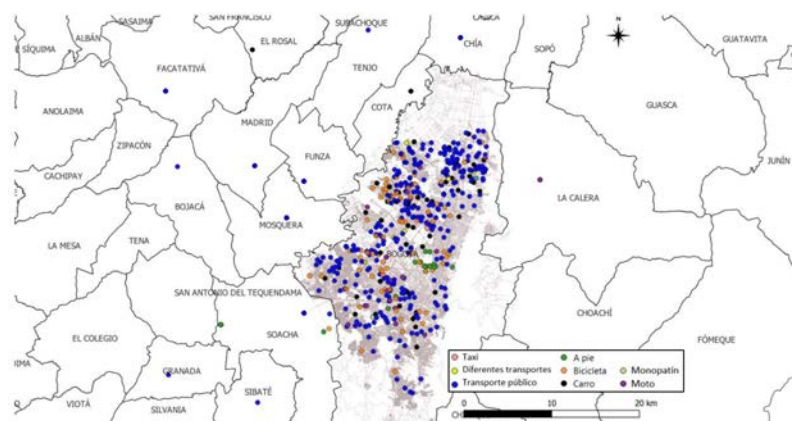 SAN FRANCISCO
SUBACHOQUE
CAJICA
SASAIMA
ALBÁN
EL ROSAL
CHÍA
SOPÓ
GUATAVITA
SÍQUIMA
FACATATIVÁ
TENJO
N
ANOLAIMA
COTA
GUASCA
MADRID
ZIPACÓN
FUNZA
JUNÍN
CACHIPAY
LA CALERA
BOJACÁ
MOSQUERA
LA MESA
TENA
BOGOTÁ
SAN ANTONIO DEL TEQUENDAMA
CHOACHÍ
EL COLEGIO
SOACHA
FÓMEQUE
GRANADA
SIBATÉ
VIOTÁ
SILVANIA
Taxi
A pie
Monopatín
Diferentes transportes
Bicicleta
Moto
Transporte público
Carro
0
10
20 km